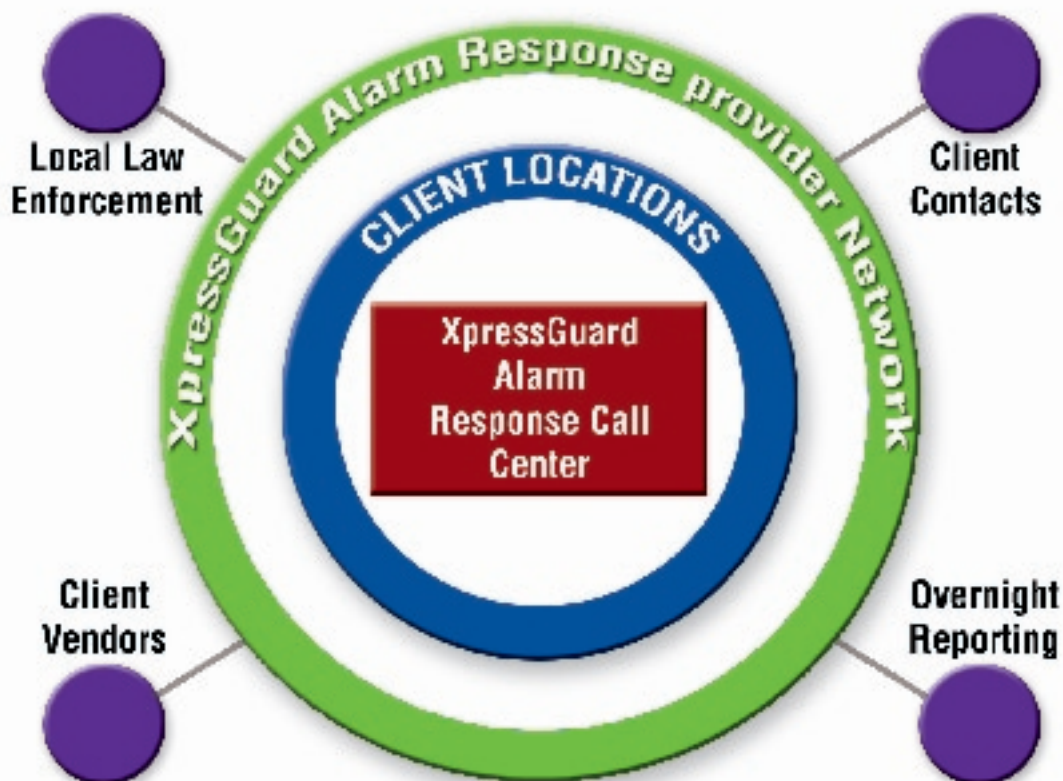 XpressGuard Alarm Response provider Network
Local Law
Enforcement
Client
Contacts
CLIENT LOCATIONS
XpressGuard
Alarm
Response Call
Center
Client
Vendors
Overnight
Reporting